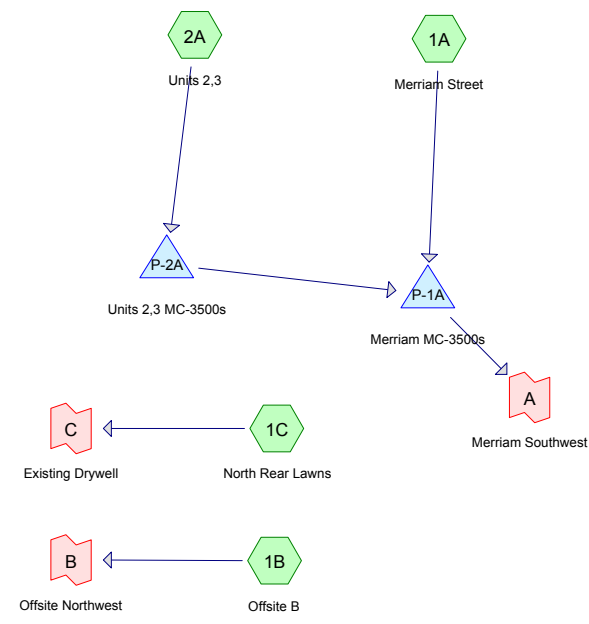 2A
1A
Units 2,3
Merriam Street
P-2A
P-1A
Units 2,3 MC-3500s
Merriam MC-3500s
A
Merriam Southwest
C
1C
Existing Drywell
North Rear Lawns
B
1B
Offsite Northwest
Offsite B